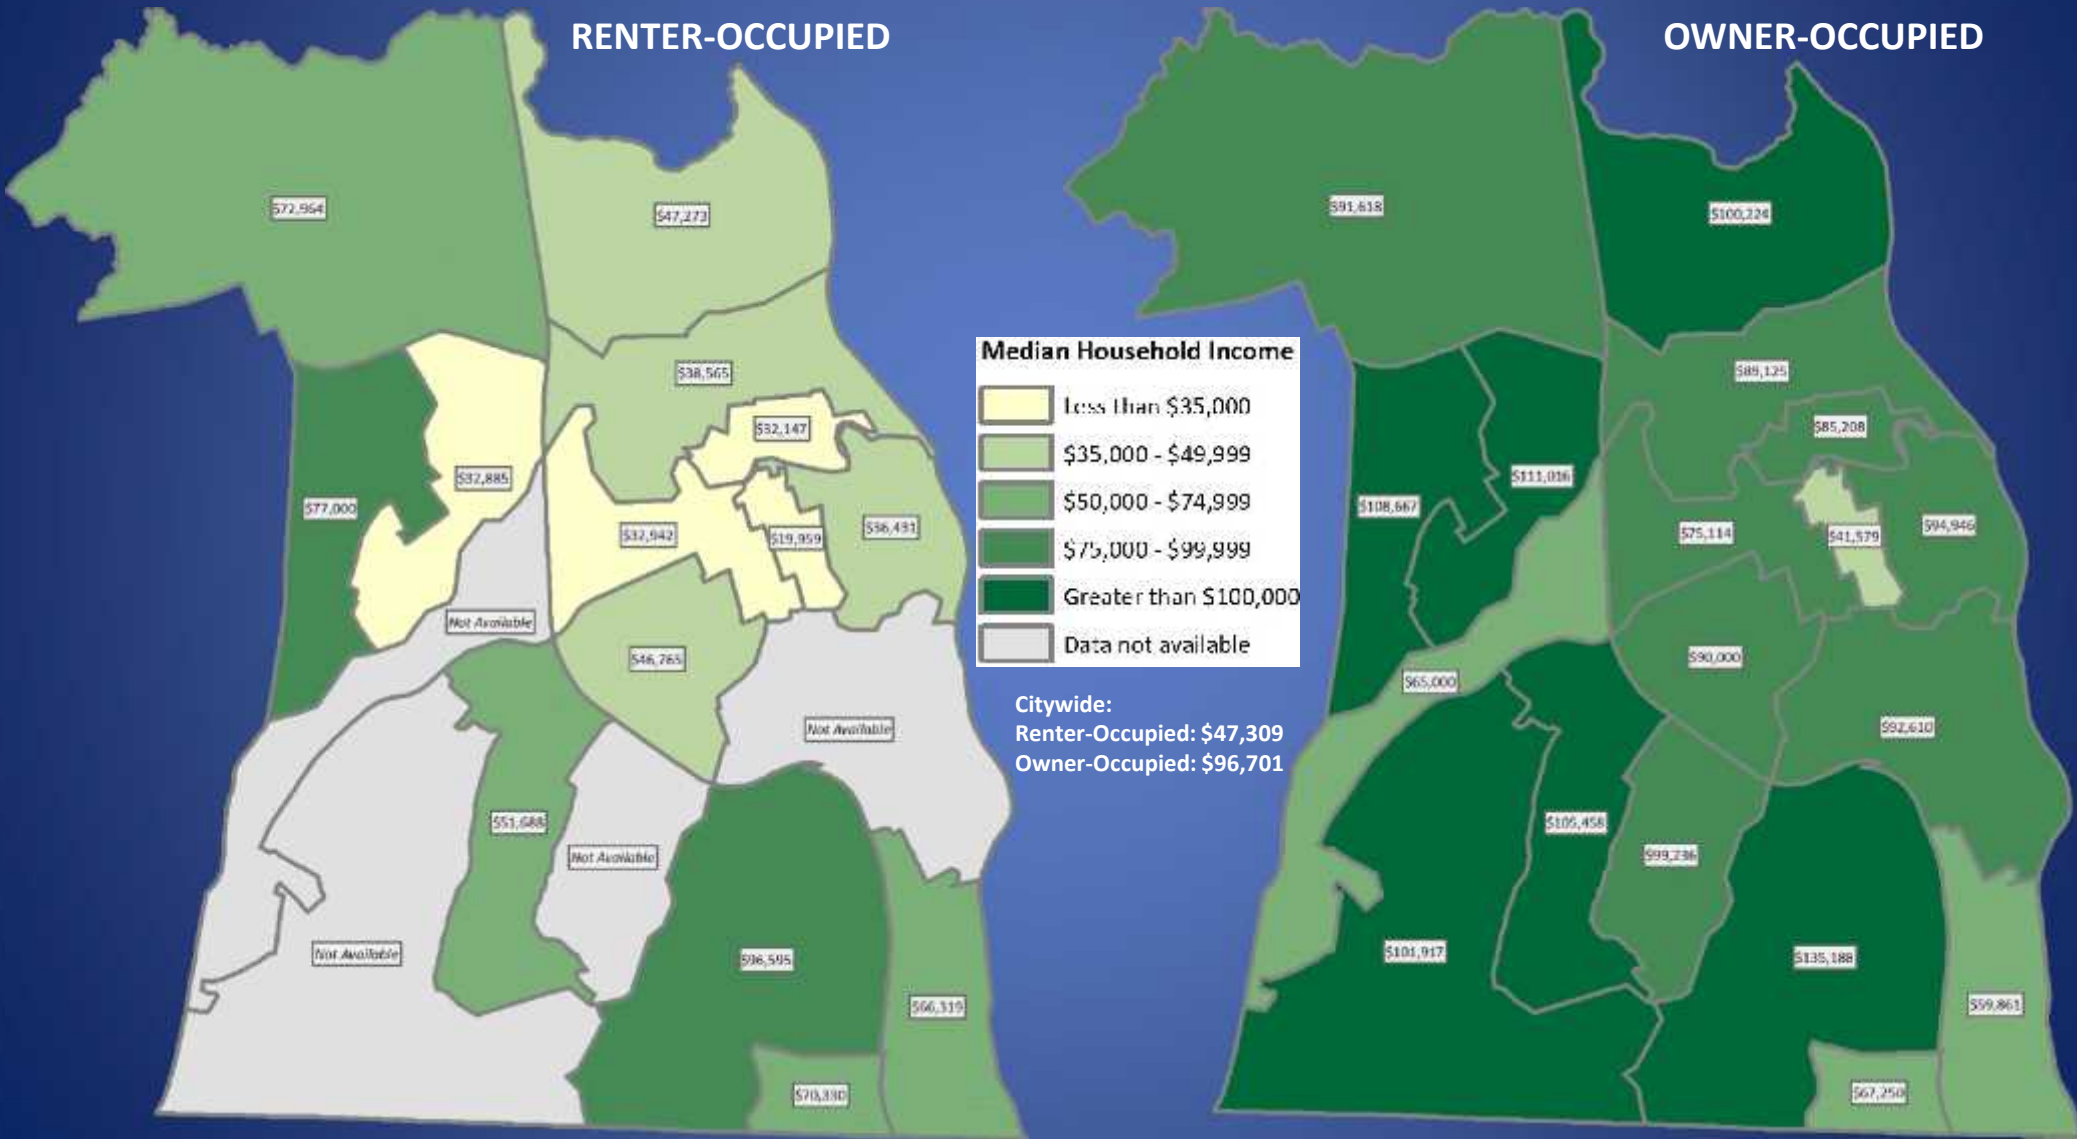 RENTER-OCCUPIED
$72,964
$47,273
$38,565
$32,147
$32,885
$77,000
$32,942
$19,959
$36,431
Not Available
$46,765
Not Available
$51,688
Not Available
Not Available
$96,595
$66,319
$70,330
Median Household Income
Less than $35,000
$35,000 - $49,999
$50,000 - $74,999
$75,000 - $99,999
Greater than $100,000
Data not available
Citywide:
Renter-Occupied: $47,309
Owner-Occupied: $96,701
OWNER-OCCUPIED
$91,618
$100,224
$89,125
$85,208
$111,016
$108,667
$75,114
$41,579
$94,946
$90,000
$65,000
$92,610
$105,458
$99,236
$101,917
$135,188
$59,861
$67,250